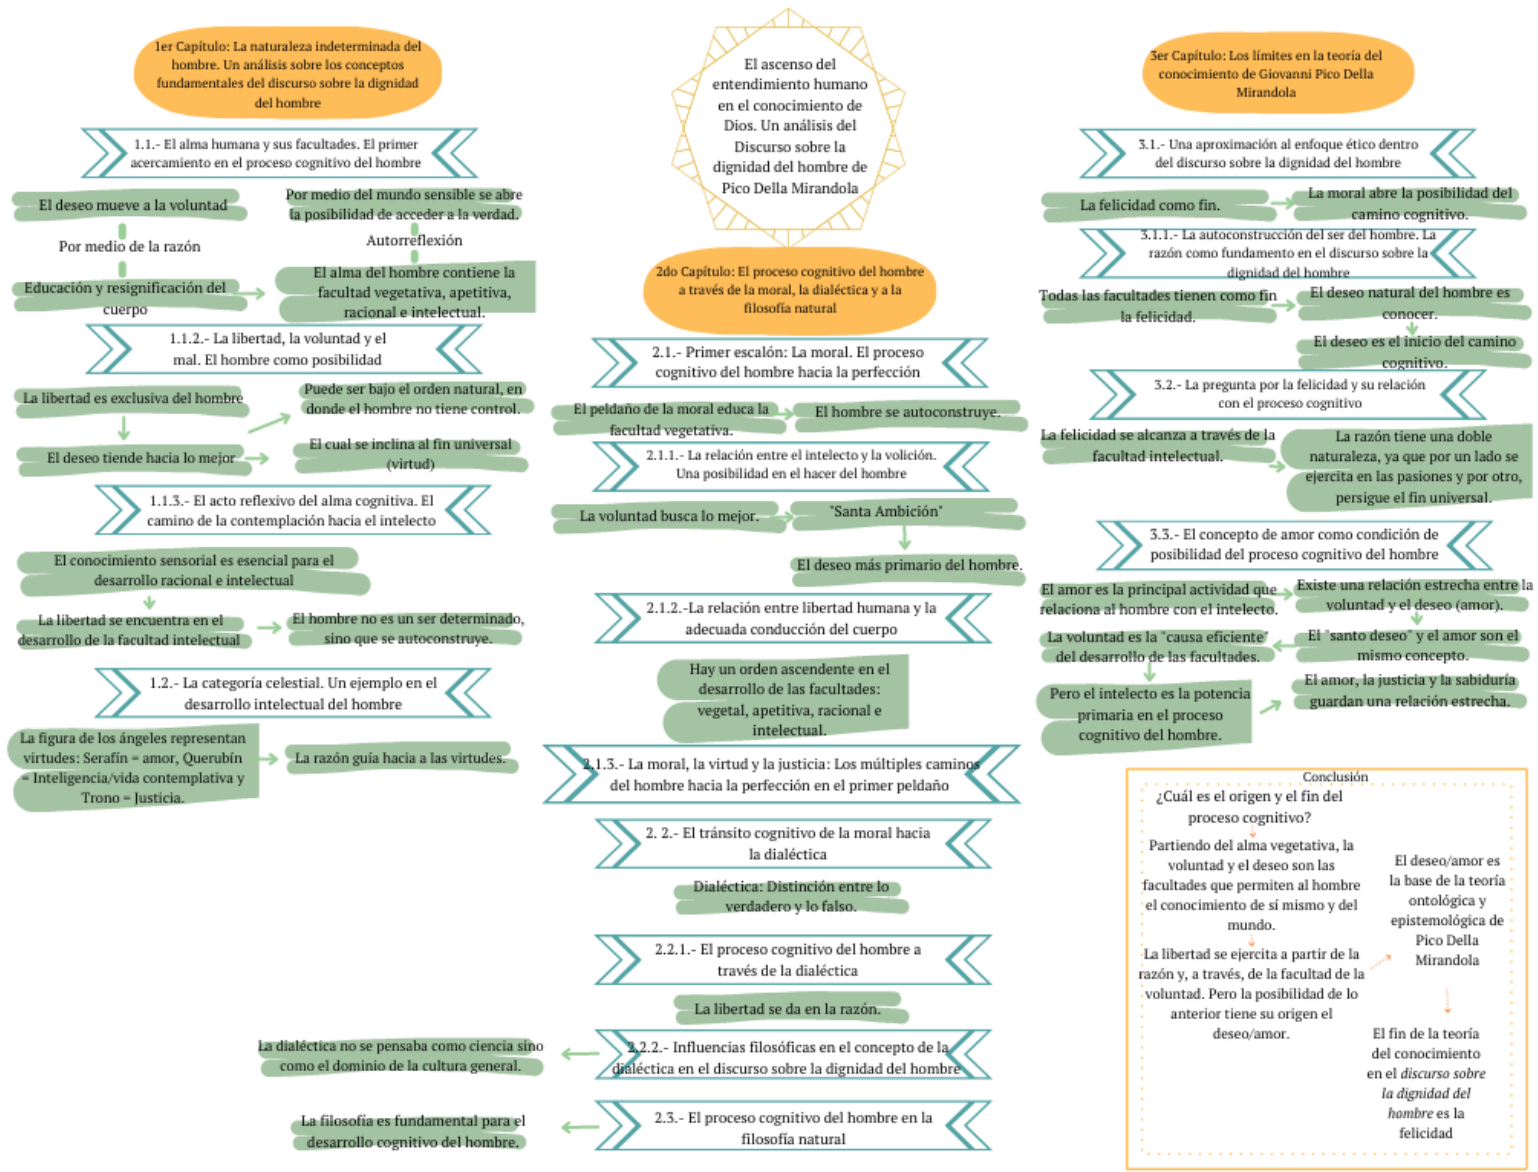 El ascenso del
entendimiento humano
en el conocimiento de
Dios. Un análisis del
Discurso sobre la
dignidad del hombre de
Pico Della Mirandola
1er Capítulo: La naturaleza indeterminada del
hombre. Un análisis sobre los conceptos
fundamentales del discurso sobre la dignidad
del hombre
1.1.- El alma humana y sus facultades. El primer
acercamiento en el proceso cognitivo del hombre
El deseo mueve a la voluntad
Por medio de la razón
Educación y resignificación del
cuerpo
Por medio del mundo sensible se abre
la posibilidad de acceder a la verdad.
Autorreflexión
El alma del hombre contiene la
facultad vegetativa, apetitiva,
racional e intelectual.
1.1.2.- La libertad, la voluntad y el
mal. El hombre como posibilidad
La libertad es exclusiva del hombre
El deseo tiende hacia lo mejor
Puede ser bajo el orden natural, en
donde el hombre no tiene control.
El cual se inclina al fin universal
(virtud)
1.1.3.- El acto reflexivo del alma cognitiva. El
camino de la contemplación hacia el intelecto
El conocimiento sensorial es esencial para el
desarrollo racional e intelectual
La libertad se encuentra en el
desarrollo de la facultad intelectual
El hombre no es un ser determinado,
sino que se autoconstruye.
1.2.- La categoría celestial. Un ejemplo en el
desarrollo intelectual del hombre
La figura de los ángeles representan
virtudes: Serafín = amor, Querubín
= Inteligencia/vida contemplativa y
Trono = Justicia.
La razón guía hacia a las virtudes.
2do Capítulo: El proceso cognitivo del hombre
a través de la moral, la dialéctica y a la
filosofía natural
2.1.- Primer escalón: La moral. El proceso
cognitivo del hombre hacia la perfección
El peldaño de la moral educa la
facultad vegetativa.
El hombre se autoconstruye.
2.1.1.- La relación entre el intelecto y la volición.
Una posibilidad en el hacer del hombre
La voluntad busca lo mejor.
"Santa Ambición"
El deseo más primario del hombre.
2.1.2.-La relación entre libertad humana y la
adecuada conducción del cuerpo
Hay un orden ascendente en el
desarrollo de las facultades:
vegetal, apetitiva, racional e
intelectual.
2.1.3.- La moral, la virtud y la justicia: Los múltiples caminos
del hombre hacia la perfección en el primer peldaño
2. 2.- El tránsito cognitivo de la moral hacia
la dialéctica
Dialéctica: Distinción entre lo
verdadero y lo falso.
2.2.1.- El proceso cognitivo del hombre a
través de la dialéctica
La libertad se da en la razón.
2.2.2.- Influencias filosóficas en el concepto de la
dialéctica en el discurso sobre la dignidad del hombre
La dialéctica no se pensaba como ciencia sino
como el dominio de la cultura general.
2.3.- El proceso cognitivo del hombre en la
filosofía natural
La filosofía es fundamental para el
desarrollo cognitivo del hombre.
3er Capítulo: Los límites en la teoría del
conocimiento de Giovanni Pico Della
Mirandola
3.1.- Una aproximación al enfoque ético dentro
del discurso sobre la dignidad del hombre
La felicidad como fin.
La moral abre la posibilidad del
camino cognitivo.
3.1.1.- La autoconstrucción del ser del hombre. La
razón como fundamento en el discurso sobre la
dignidad del hombre
Todas las facultades tienen como fin
la felicidad.
El deseo natural del hombre es
conocer.
El deseo es el inicio del camino
cognitivo.
3.2.- La pregunta por la felicidad y su relación
con el proceso cognitivo
La felicidad se alcanza a través de la
facultad intelectual.
La razón tiene una doble
naturaleza, ya que por un lado se
ejercita en las pasiones y por otro,
persigue el fin universal.
3.3.- El concepto de amor como condición de
posibilidad del proceso cognitivo del hombre
El amor es la principal actividad que
relaciona al hombre con el intelecto.
Existe una relación estrecha entre la
voluntad y el deseo (amor).
El "santo deseo" y el amor son el
mismo concepto.
La voluntad es la "causa eficiente"
del desarrollo de las facultades.
Pero el intelecto es la potencia
primaria en el proceso
cognitivo del hombre.
El amor, la justicia y la sabiduría
guardan una relación estrecha.
Conclusión
¿Cuál es el origen y el fin del
proceso cognitivo?
Partiendo del alma vegetativa, la
voluntad y el deseo son las
facultades que permiten al hombre
el conocimiento de sí mismo y del
mundo.
La libertad se ejercita a partir de la
razón y, a través, de la facultad de la
voluntad. Pero la posibilidad de lo
anterior tiene su origen el
deseo/amor.
El deseo/amor es
la base de la teoría
ontológica y
epistemológica de
Pico Della
Mirandola
El fin de la teoría
del conocimiento
en el discurso sobre
la dignidad del
hombre es la
felicidad